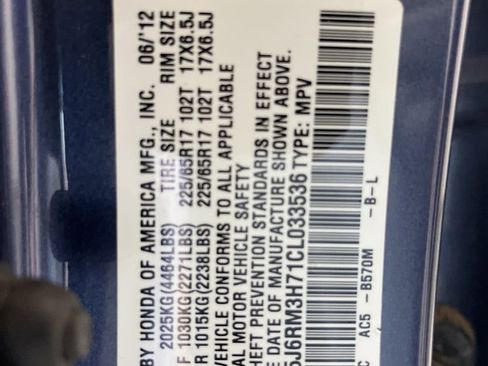 BY HONDA OF AMERICA MFG., INC. 06/'12
2025KG(4464LBS) TIRE SIZE RIM SIZE
F 1030KG(2271LBS) 225/65R17 102T 17X6.5J
R 1015KG(2238LBS) 225/65R17 102T 17X6.5J
VEHICLE CONFORMS TO ALL APPLICABLE
AL MOTOR VEHICLE SAFETY
HEFT PREVENTION STANDARDS IN EFFECT
E DATE OF MANUFACTURE SHOWN ABOVE.
5J6RM3H71CL033536 TYPE: MPV
C AC5 -B570M -B-L